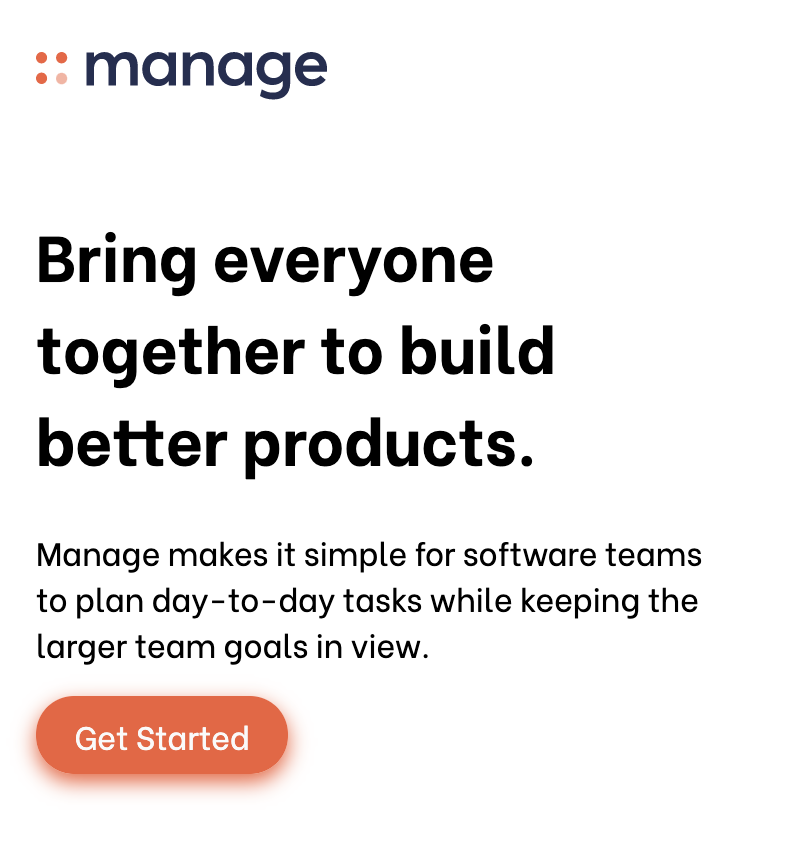 manage
Bring everyone
together to build
better products.
Manage makes it simple for software teams
to plan day-to-day tasks while keeping the
larger team goals in view.
Get Started